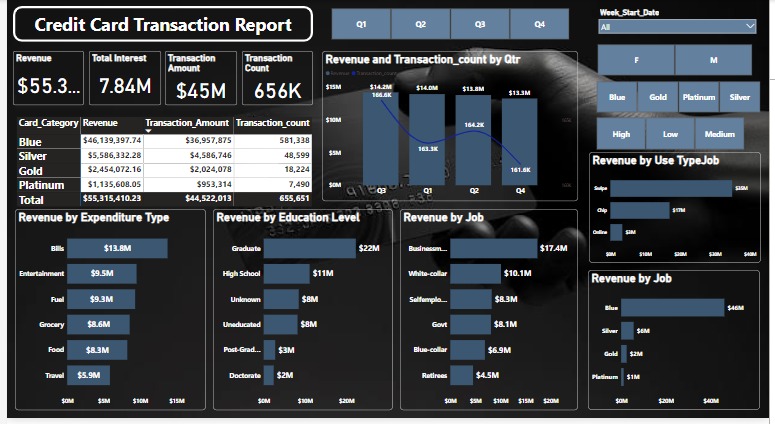 Credit Card Transaction Report
Q1
Q2
Q3
Q4
Week_Start_Date
All
F
M
Blue
Gold
Platinum
Silver
High
Low
Medium
Revenue
$55.3...
Total Interest
7.84M
Transaction Amount
$45M
Transaction Count
656K
Card_Category Revenue Transaction_Amount Transaction_count
Blue $46,139,397.74 $36,957,875 581,338
Silver $5,586,332.28 $4,586,746 48,599
Gold $2,454,072.16 $2,024,078 18,224
Platinum $1,135,608.05 $953,314 7,490
Total $55,315,410.23 $44,522,013 655,651
Revenue and Transaction_count by Qtr
Revenue Transaction_count
$15M
$10M
$5M
$0M
$14.2M
$14.0M
$13.8M
$13.3M
166.6K
163.3K
164.2K
161.6K
Q3
Q1
Q2
Q4
Revenue by Use TypeJob
Swipe $35M
Chip $17M
Online $3M
$0M $10M $20M $30M $40M
Revenue by Expenditure Type
Bills $13.8M
Entertainment $9.5M
Fuel $9.3M
Grocery $8.6M
Food $8.3M
Travel $5.9M
$0M $5M $10M $15M
Revenue by Education Level
Graduate $22M
High School $11M
Unknown $8M
Uneducated $8M
Post-Grad... $3M
Doctorate $2M
$0M $10M $20M
Revenue by Job
Businessm... $17.4M
White-collar $10.1M
Selfemplo... $8.3M
Govt $8.1M
Blue-collar $6.9M
Retirees $4.5M
$0M $5M $10M $15M $20M
Revenue by Job
Blue $46M
Silver $6M
Gold $2M
Platinum $1M
$0M $20M $40M